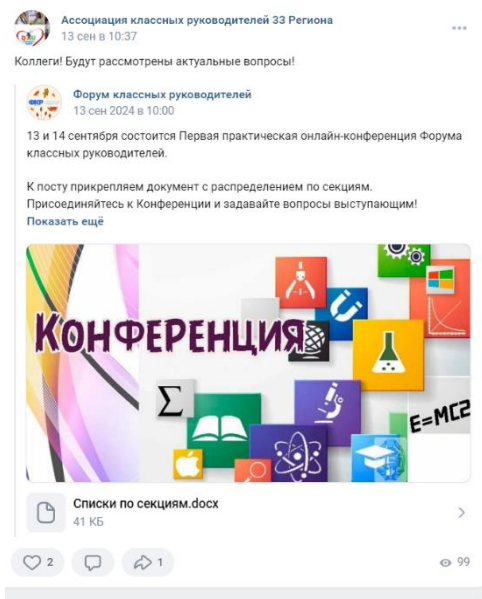 Ассоциация классных руководителей 33 Региона
13 сен в 10:37
Коллеги! Будут рассмотрены актуальные вопросы!
Форум классных руководителей
13 сен 2024 в 10:00
13 и 14 сентября состоится Первая практическая онлайн-конференция Форума
классных руководителей.
К посту прикрепляем документ с распределением по секциям.
Присоединяйтесь к Конференции и задавайте вопросы выступающим!
Показать ещё
КОНФЕРЕНЦИЯ
Σ
E=MC2
Списки по секциям.docx
41 КБ
2
1
99